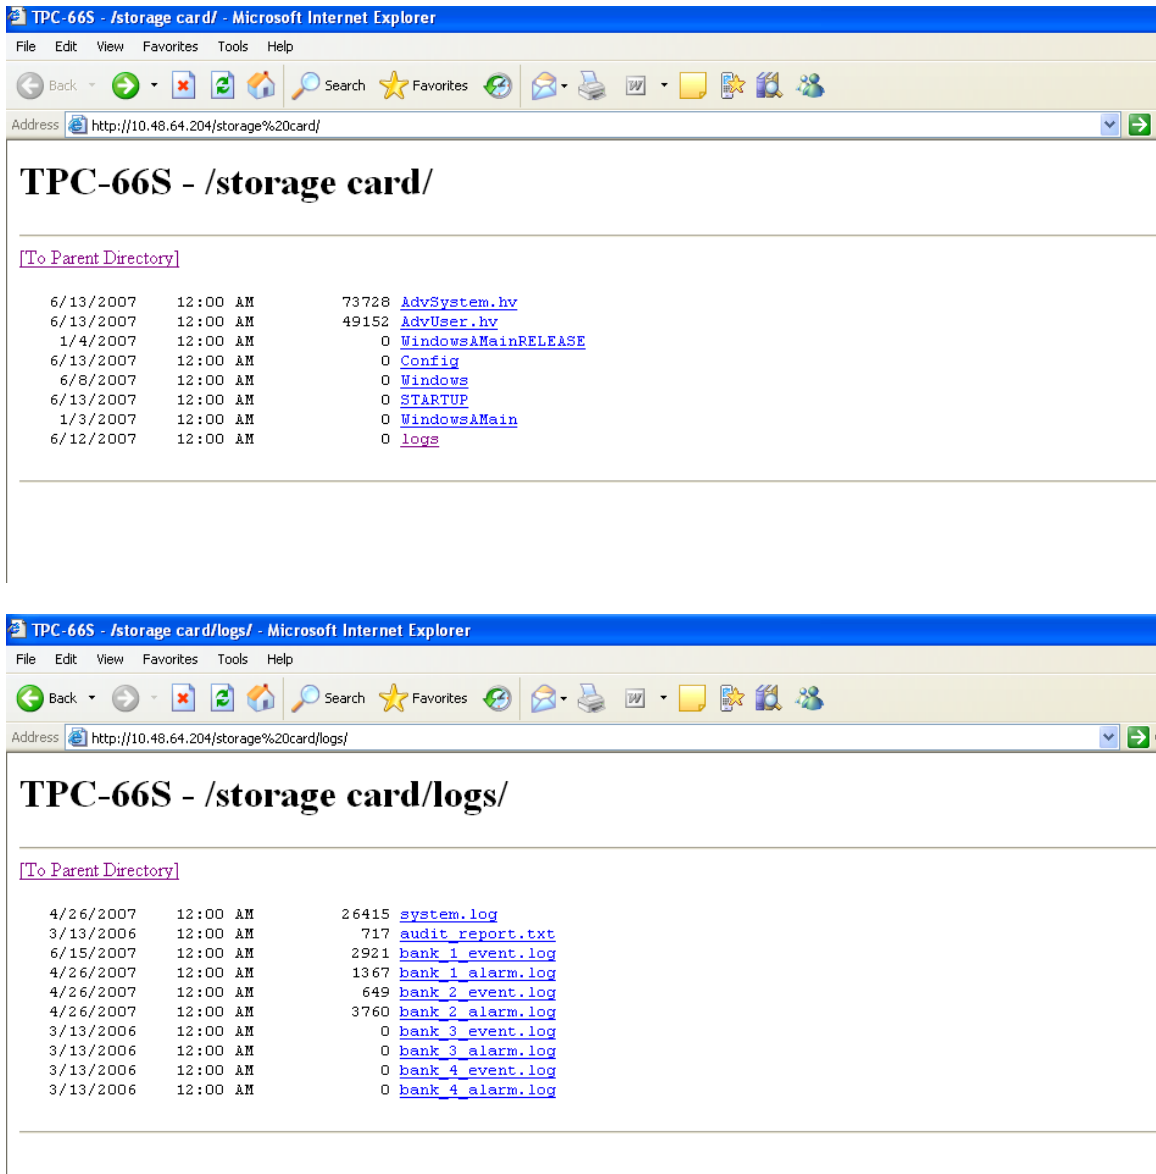 TPC-66S - /storage card/ - Microsoft Internet Explorer
File Edit View Favorites Tools Help
Back Search Favorites W
Address http://10.48.64.204/storage%20card/
TPC-66S - /storage card/
[To Parent Directory]
6/13/2007 12:00 AM 73728 AdvSystem.hv
6/13/2007 12:00 AM 49152 AdvUser.hv
1/4/2007 12:00 AM 0 WindowsAMainRELEASE
6/13/2007 12:00 AM 0 Config
6/8/2007 12:00 AM 0 Windows
6/13/2007 12:00 AM 0 STARTUP
1/3/2007 12:00 AM 0 WindowsAMain
6/12/2007 12:00 AM 0 logs
TPC-66S - /storage card/logs/ - Microsoft Internet Explorer
File Edit View Favorites Tools Help
Back Search Favorites W
Address http://10.48.64.204/storage%20card/logs/
TPC-66S - /storage card/logs/
[To Parent Directory]
4/26/2007 12:00 AM 26415 system.log
3/13/2006 12:00 AM 717 audit_report.txt
6/15/2007 12:00 AM 2921 bank_1_event.log
4/26/2007 12:00 AM 1367 bank_1_alarm.log
4/26/2007 12:00 AM 649 bank_2_event.log
4/26/2007 12:00 AM 3760 bank_2_alarm.log
3/13/2006 12:00 AM 0 bank_3_event.log
3/13/2006 12:00 AM 0 bank_3_alarm.log
3/13/2006 12:00 AM 0 bank_4_event.log
3/13/2006 12:00 AM 0 bank_4_alarm.log